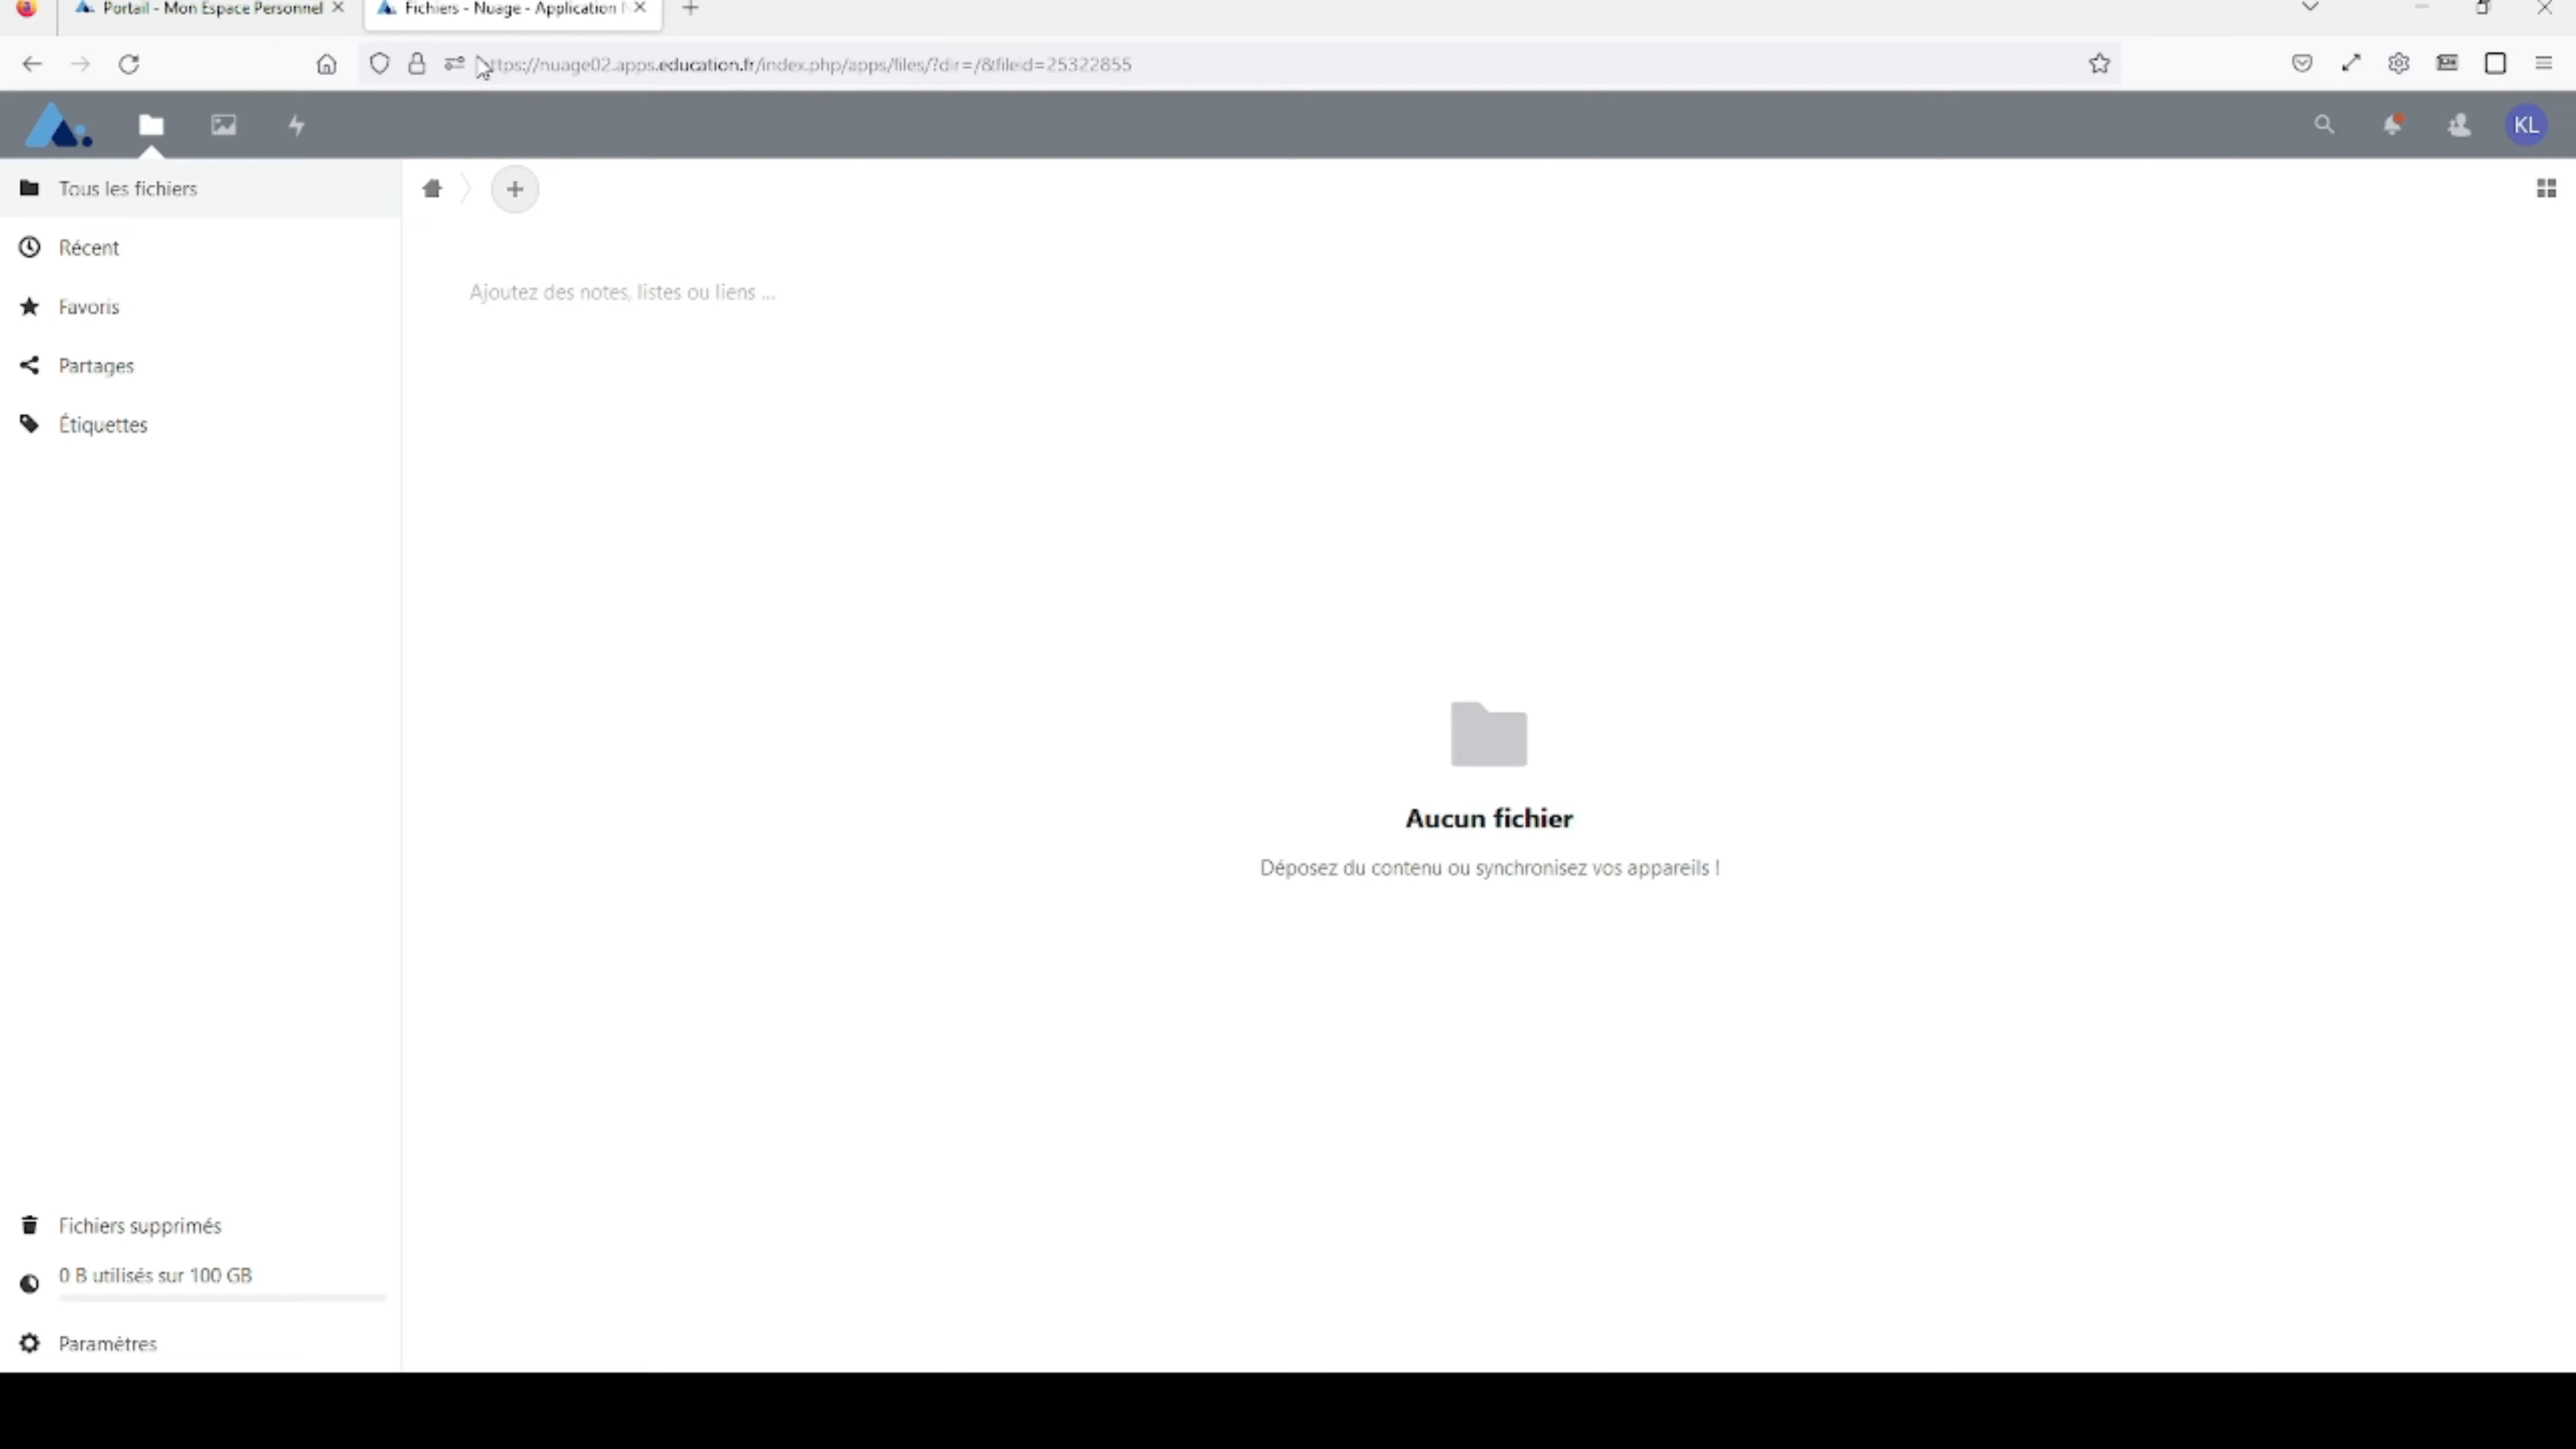 Portail - Mon Espace Personnel
Fichiers - Nuage - Application
ttps://nuage02.apps.education.fr/index.php/apps/files/?dir=/&fileid=25322855
KL
Tous les fichiers
Récent
Favoris
Partages
Étiquettes
Ajoutez des notes, listes ou liens ...
Aucun fichier
Déposez du contenu ou synchronisez vos appareils !
Fichiers supprimés
0 B utilisés sur 100 GB
Paramètres